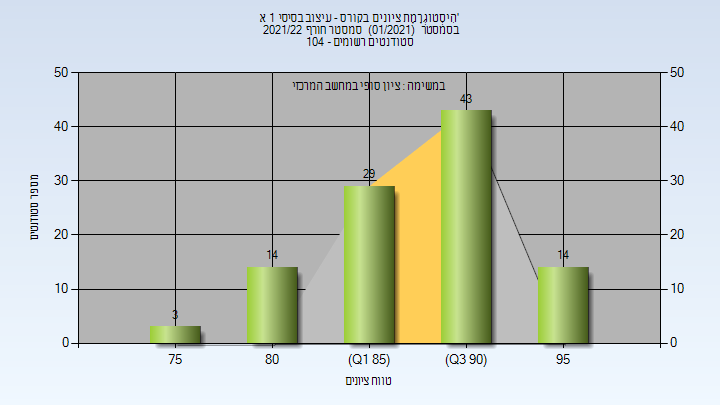 הִיסטוֹגְרָמַת ציונים בקורס - עיצוב בסיסי 1 א'
בסמסטר (01/2021) סמסטר חורף 2021/22
סטודנטים רשומים - 104
במשימה : ציון סופי במחשב המרכזי
50 50
40 40
30 30
20 20
10 10
0 0
3 14 29 43 14
75 80 (Q1 85) (Q3 90) 95
מספר סטודנטים
טווח ציונים